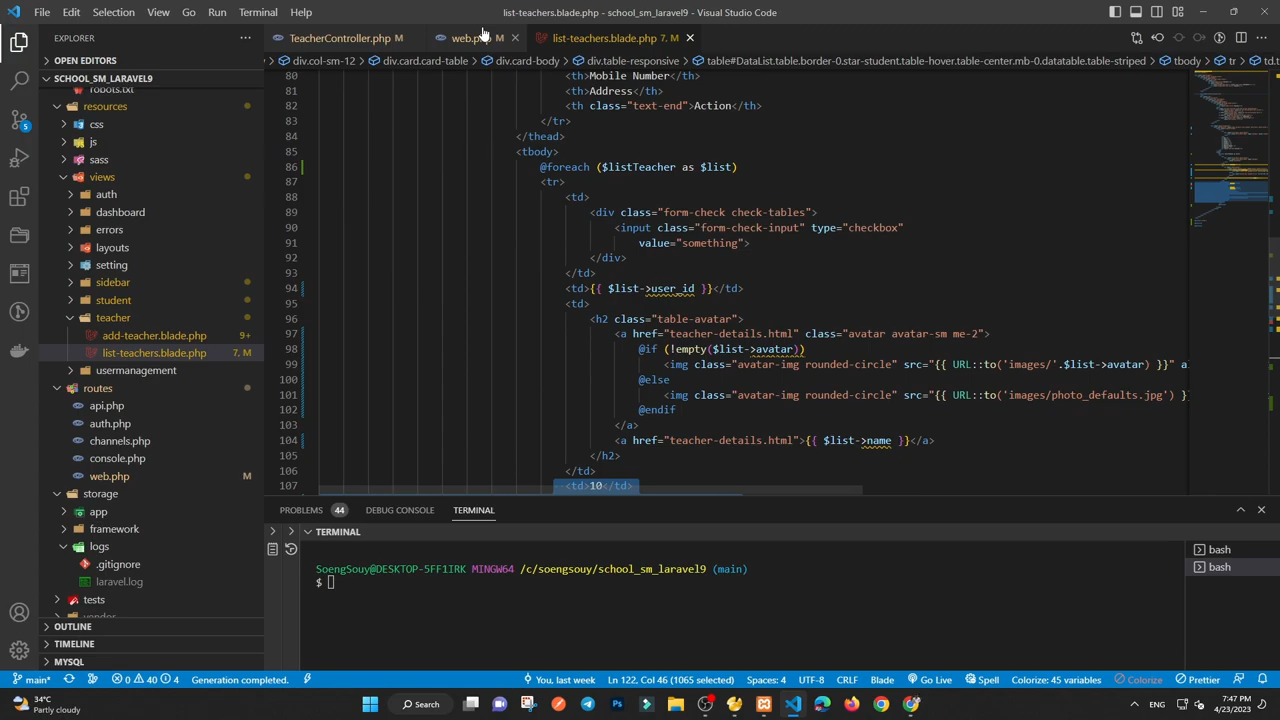 File Edit Selection View Go Run Terminal Help
list-teachers.blade.php - school_sm_laravel9 - Visual Studio Code
EXPLORER
TeacherController.php M
web.php M
list-teachers.blade.php 7, M
OPEN EDITORS
div.col-sm-12 > div.card.card-table > div.card-body > div.table-responsive > table#DataList.table.border-0.star-student.table-hover.table-center.mb-0.datatable.table-striped > tbody > tr > td.t
SCHOOL_SM_LARAVEL9
robots.txt
resources
css
js
sass
views
auth
dashboard
errors
layouts
setting
sidebar
student
teacher
add-teacher.blade.php 9+
list-teachers.blade.php 7, M
usermanagement
routes
api.php
auth.php
channels.php
console.php
web.php M
storage
app
framework
logs
.gitignore
laravel.log
tests
vendor
OUTLINE
TIMELINE
MYSQL
80 <th>Mobile Number</th>
81 <th>Address</th>
82 <th class="text-end">Action</th>
83 </tr>
84 </thead>
85 <tbody>
86 @foreach ($listTeacher as $list)
87 <tr>
88 <td>
89 <div class="form-check check-tables">
90 <input class="form-check-input" type="checkbox"
91 value="something">
92 </div>
93 </td>
94 <td>{{ $list->user_id }}</td>
95 <td>
96 <h2 class="table-avatar">
97 <a href="teacher-details.html" class="avatar avatar-sm me-2">
98 @if (!empty($list->avatar))
99 <img class="avatar-img rounded-circle" src="{{ URL::to('images/'.$list->avatar) }}" a
100 @else
101 <img class="avatar-img rounded-circle" src="{{ URL::to('images/photo_defaults.jpg') }
102 @endif
103 </a>
104 <a href="teacher-details.html">{{ $list->name }}</a>
105 </h2>
106 </td>
107 <td>10</td>
PROBLEMS 44 DEBUG CONSOLE TERMINAL
TERMINAL
SoengSouy@DESKTOP-5FF1IRK MINGW64 /c/soengsouy/school_sm_laravel9 (main)
$
bash
bash
5
main* 0 40 4 Generation completed. You, last week Ln 122, Col 46 (1065 selected) Spaces: 4 UTF-8 CRLF Blade Go Live Spell Colorize: 45 variables Colorize Prettier
34°C
Partly cloudy
Search
ENG
7:47 PM
4/23/2023